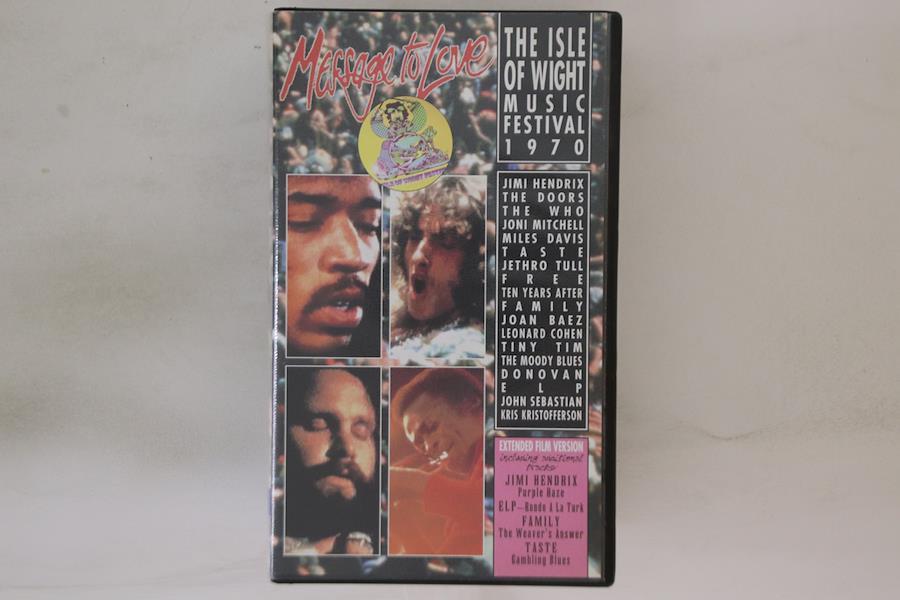 Message to Love
THE ISLE
OF WIGHT
MUSIC
FESTIVAL
1970
JIMI HENDRIX
THE DOORS
THE WHO
JONI MITCHELL
MILES DAVIS
TASTE
JETHRO TULL
FREE
TEN YEARS AFTER
FAMILY
JOAN BAEZ
LEONARD COHEN
TINY TIM
THE MOODY BLUES
DONOVAN
ELP
JOHN SEBASTIAN
KRIS KRISTOFFERSON
EXTENDED FILM VERSION
including additional
tracks
JIMI HENDRIX
Purple Haze
ELP—Rondo A La Turk
FAMILY
The Weaver's Answer
TASTE
Gambling Blues